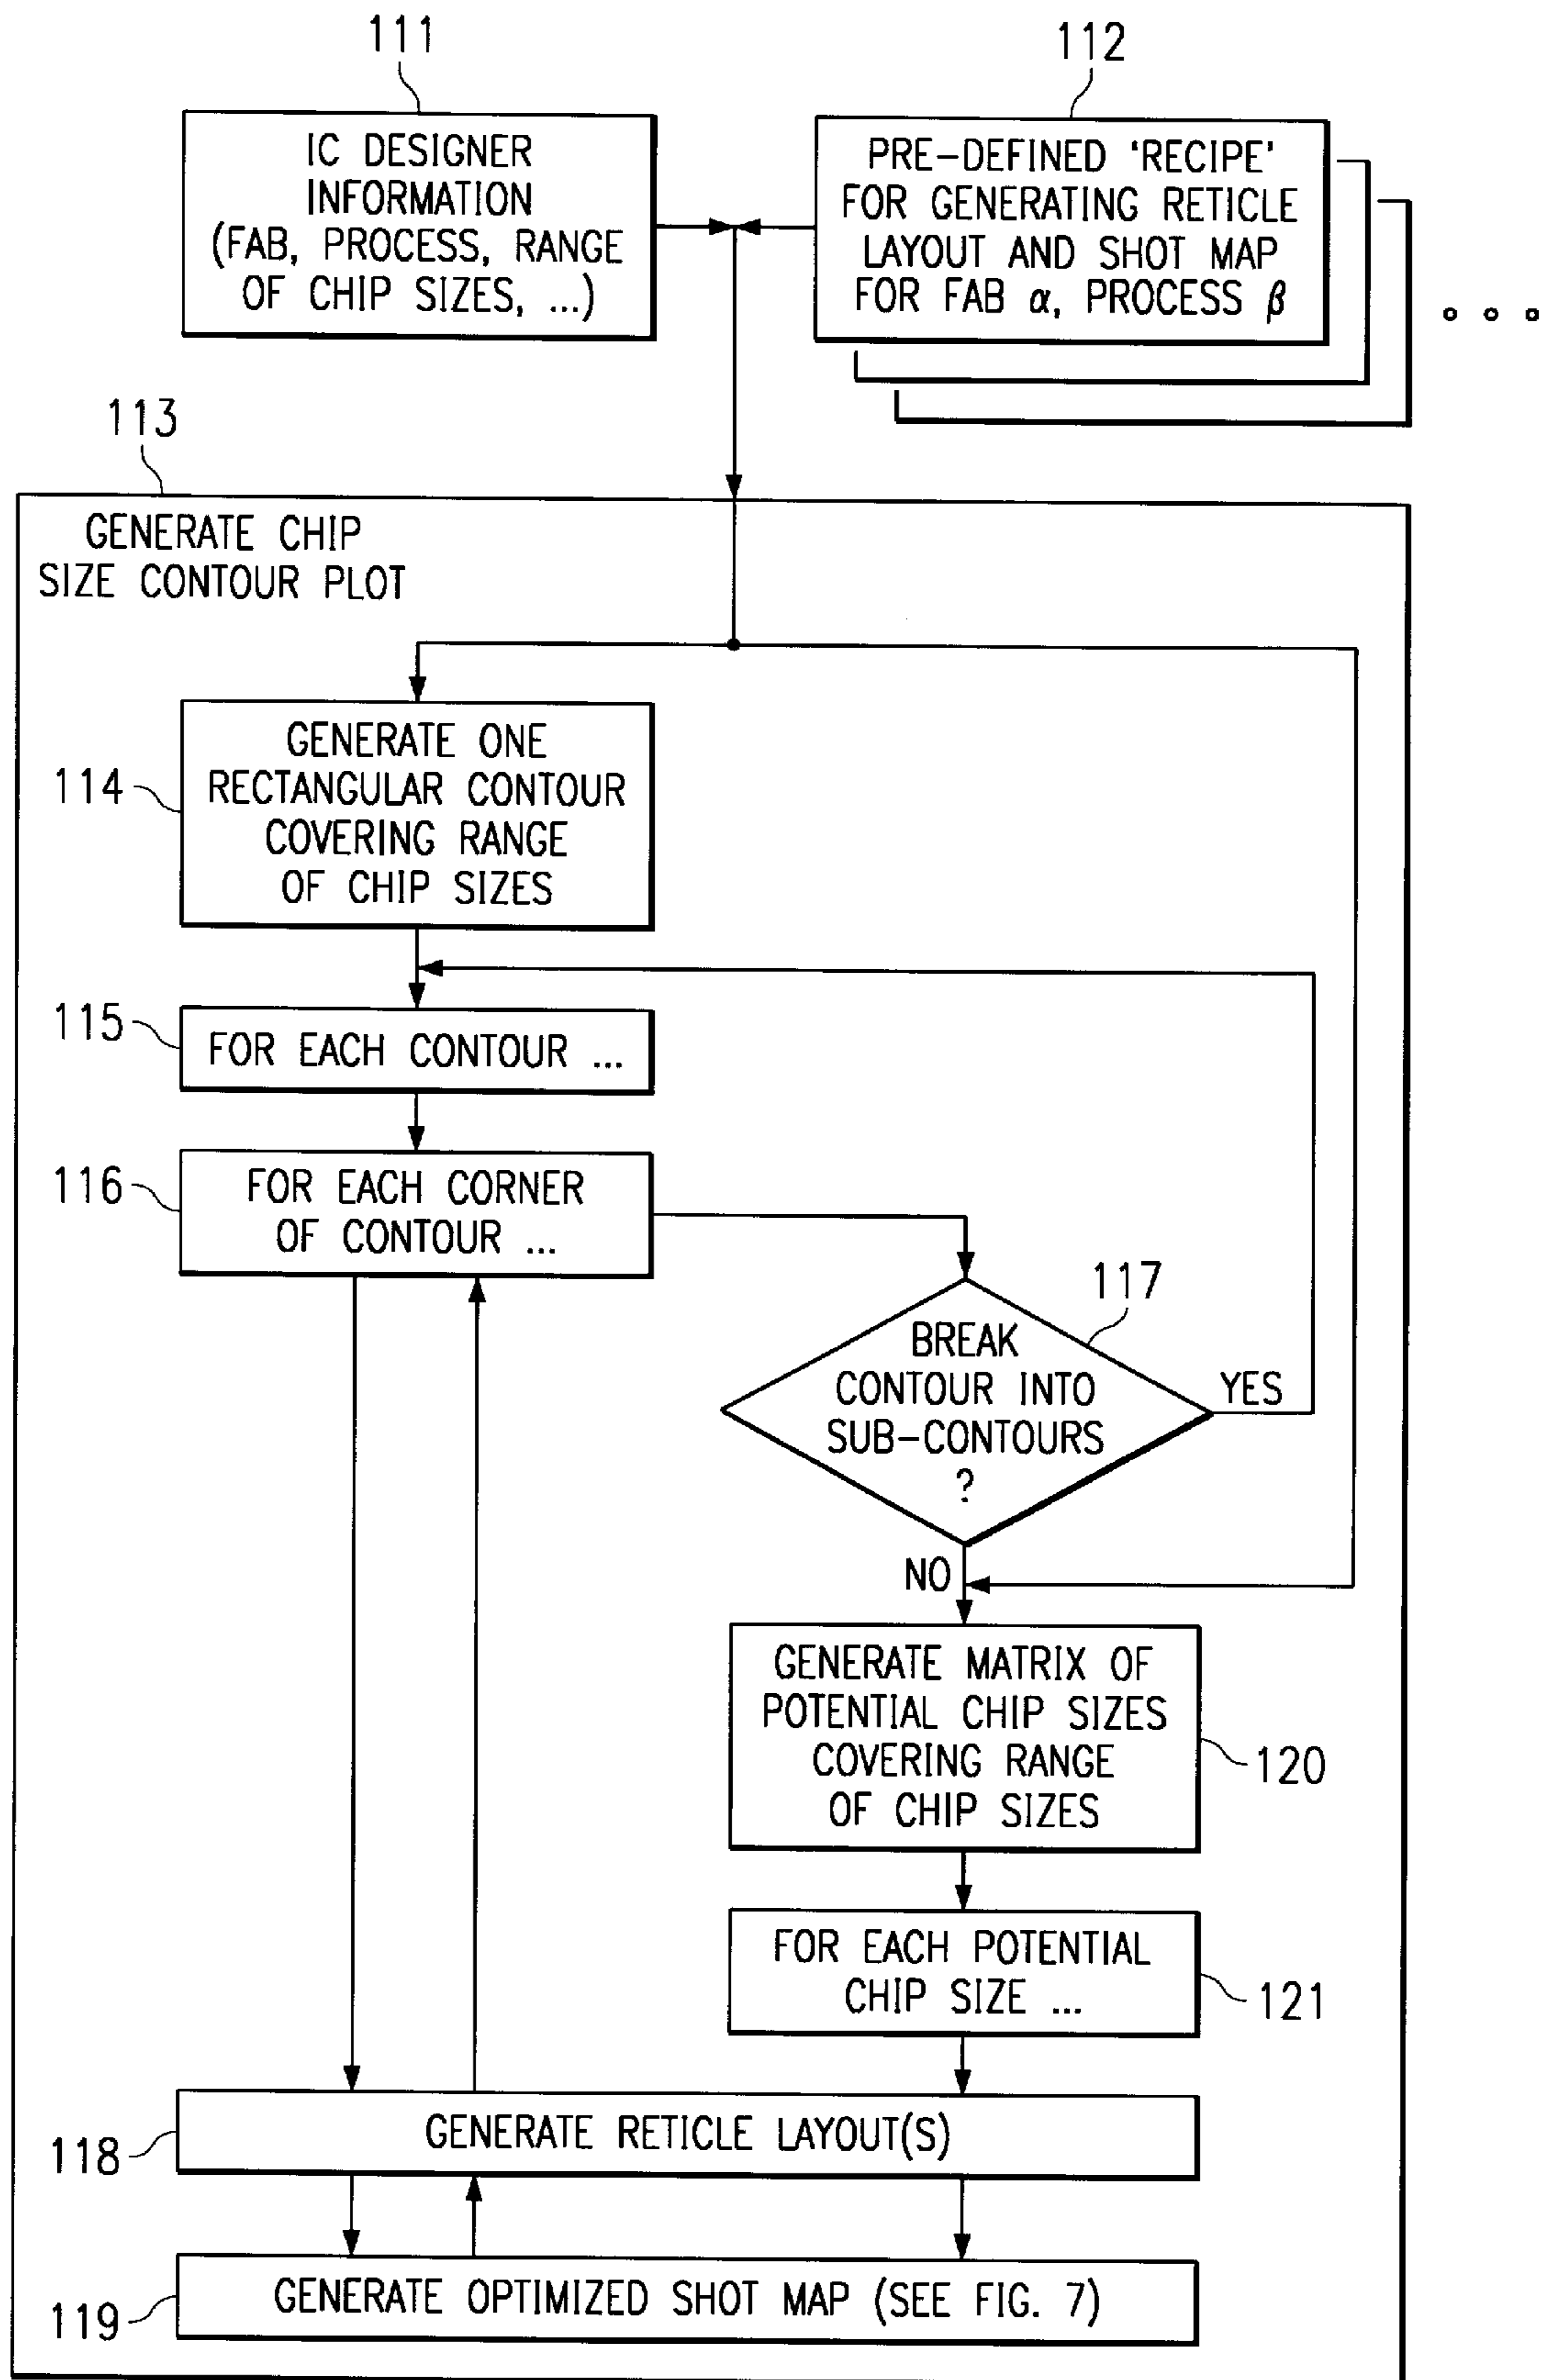 111
112
IC DESIGNER
INFORMATION
(FAB, PROCESS, RANGE
OF CHIP SIZES, ...)
PRE-DEFINED 'RECIPE'
FOR GENERATING RETICLE
LAYOUT AND SHOT MAP
FOR FAB α, PROCESS β
113
GENERATE CHIP
SIZE CONTOUR PLOT
114
GENERATE ONE
RECTANGULAR CONTOUR
COVERING RANGE
OF CHIP SIZES
115
FOR EACH CONTOUR ...
116
FOR EACH CORNER
OF CONTOUR ...
117
BREAK
CONTOUR INTO
SUB-CONTOURS
?
YES
NO
GENERATE MATRIX OF
POTENTIAL CHIP SIZES
COVERING RANGE
OF CHIP SIZES
120
FOR EACH POTENTIAL
CHIP SIZE ...
121
118
GENERATE RETICLE LAYOUT(S)
119
GENERATE OPTIMIZED SHOT MAP (SEE FIG. 7)